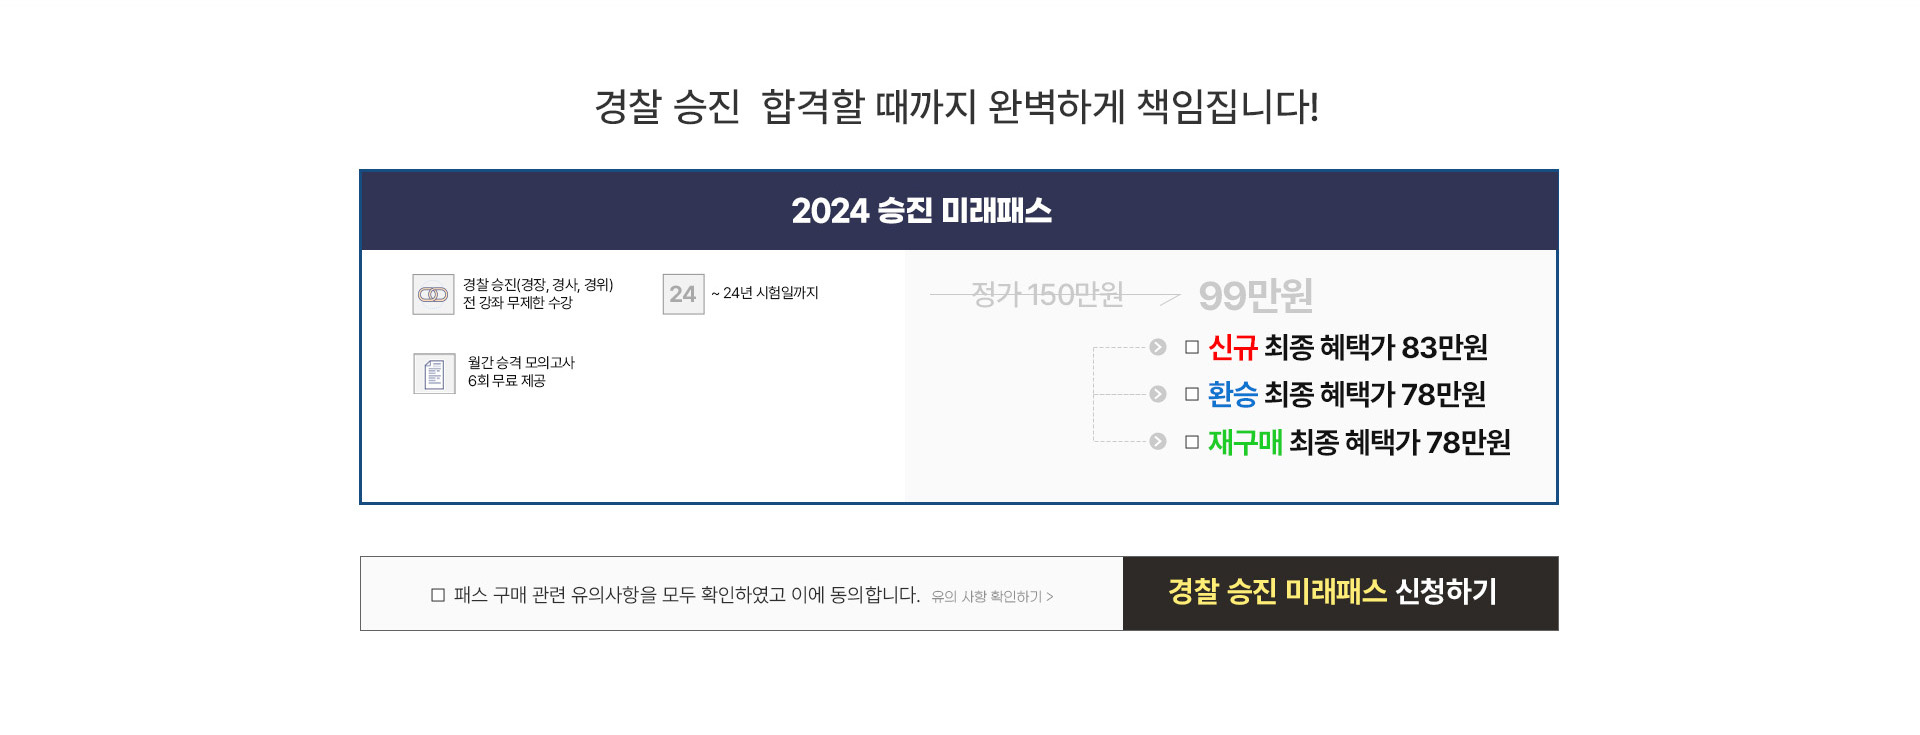 경찰 승진 합격할 때까지 완벽하게 책임집니다!
2024 승진 미래패스
경찰 승진(경장, 경사, 경위)
전 강좌 무제한 수강
24
~ 24년 시험일까지
월간 승격 모의고사
6회 무료 제공
정가 150만원
99만원
신규 최종 혜택가 83만원
환승 최종 혜택가 78만원
재구매 최종 혜택가 78만원
패스 구매 관련 유의사항을 모두 확인하였고 이에 동의합니다. 유의 사항 확인하기 >
경찰 승진 미래패스 신청하기